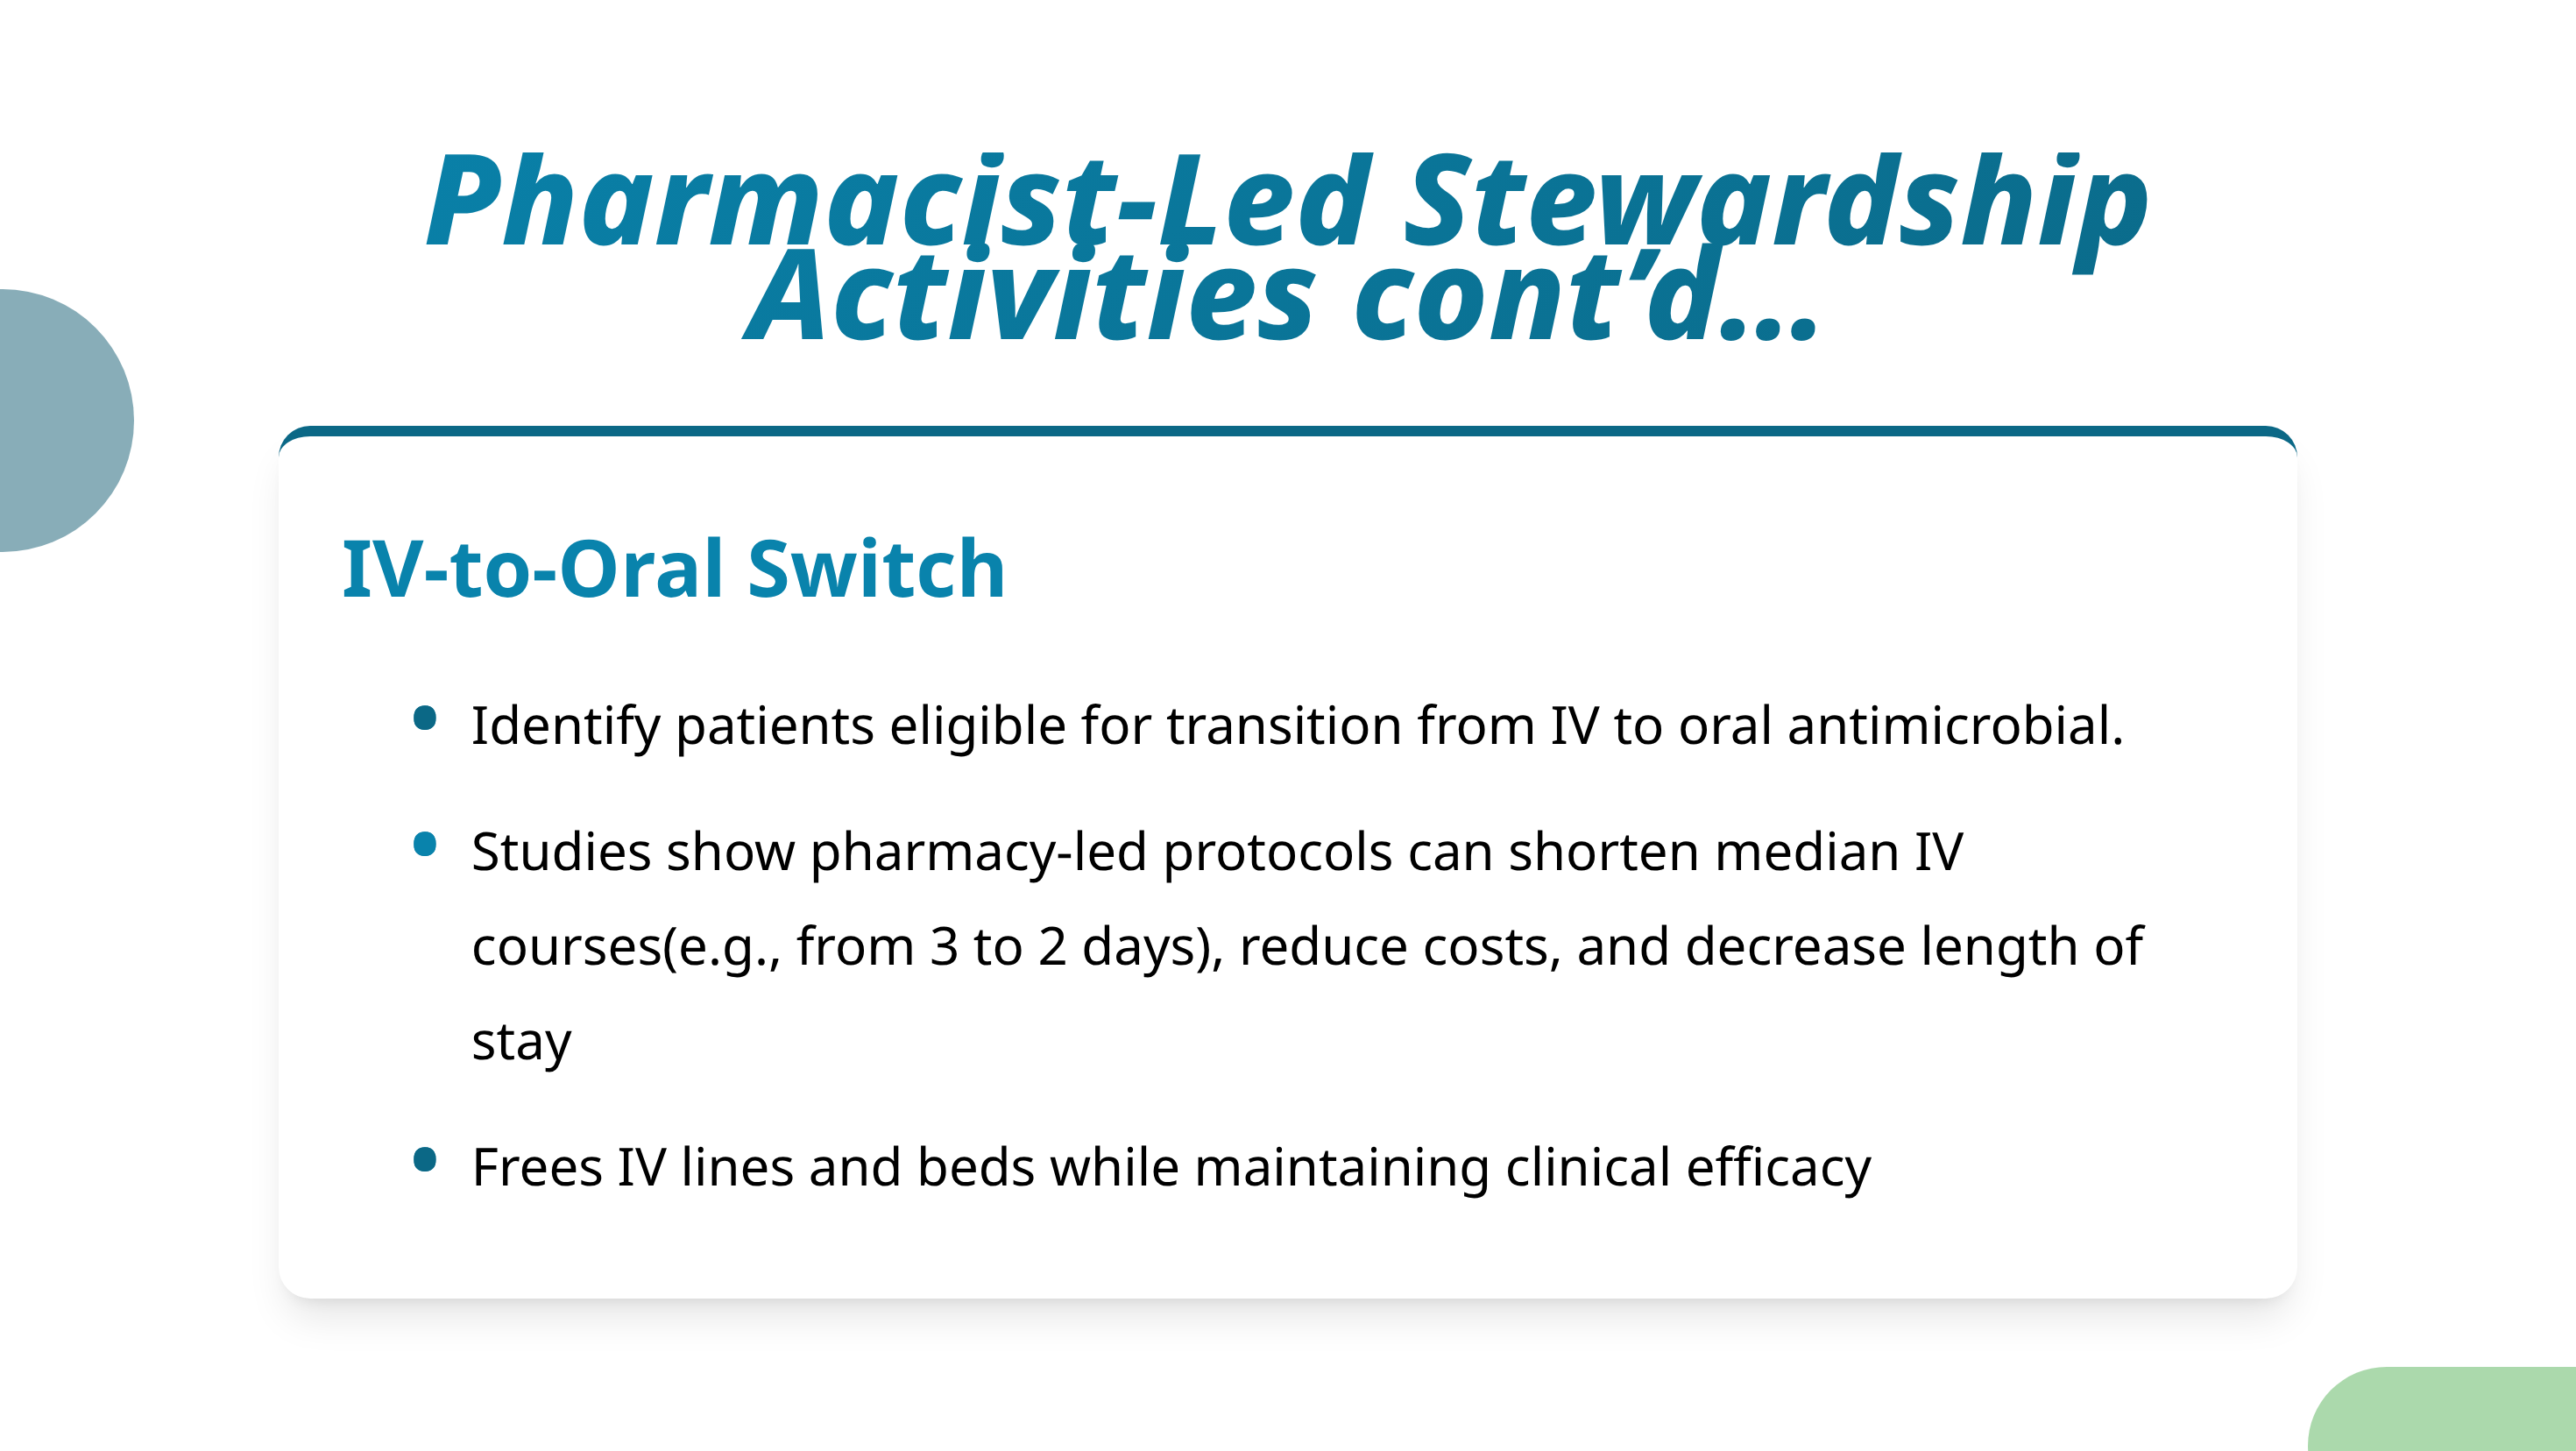 Pharmacist-Led Stewardship
Activities cont’d...
IV-to-Oral Switch
• Identify patients eligible for transition from IV to oral antimicrobial.
• Studies show pharmacy-led protocols can shorten median IV
courses(e.g., from 3 to 2 days), reduce costs, and decrease length of
stay
• Frees IV lines and beds while maintaining clinical efficacy